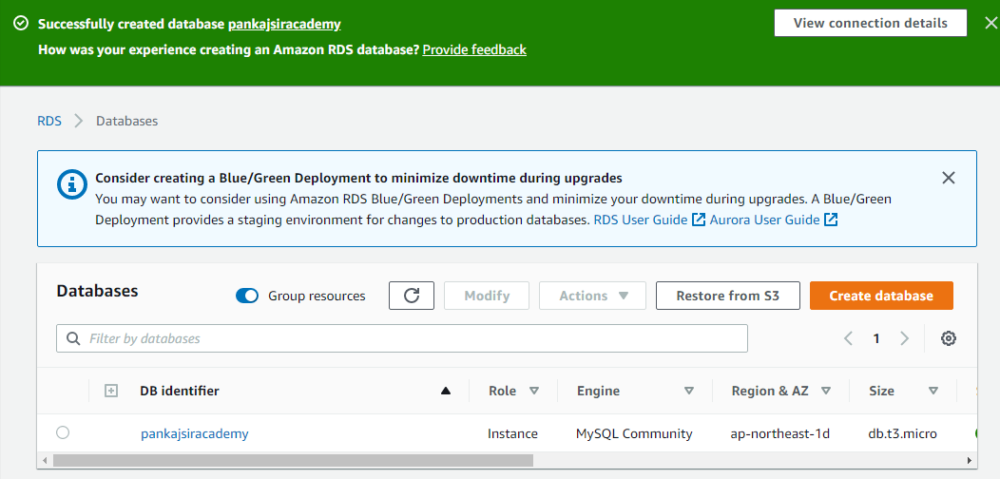 Successfully created database pankajsiracademy
View connection details
How was your experience creating an Amazon RDS database? Provide feedback
RDS
Databases
Consider creating a Blue/Green Deployment to minimize downtime during upgrades
You may want to consider using Amazon RDS Blue/Green Deployments and minimize your downtime during upgrades. A Blue/Green
Deployment provides a staging environment for changes to production databases. RDS User Guide Aurora User Guide
Databases
Group resources
Modify
Actions
Restore from S3
Create database
Filter by databases
1
DB identifier
Role
Engine
Region & AZ
Size
pankajsiracademy
Instance
MySQL Community
ap-northeast-1d
db.t3.micro